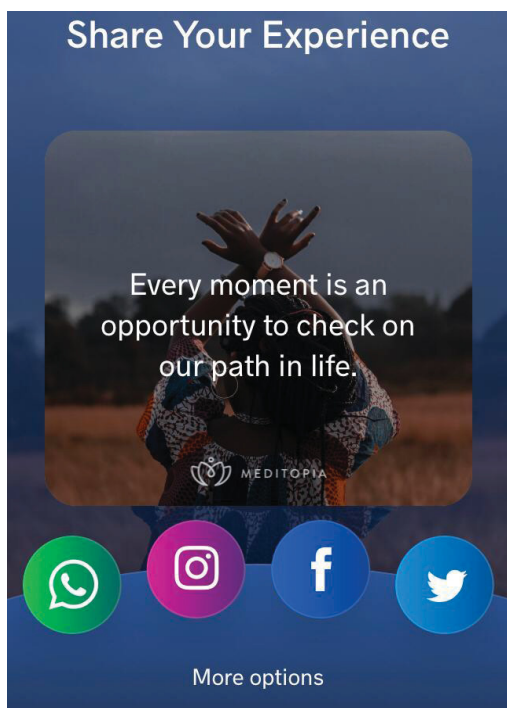 Share Your Experience
Every moment is an
opportunity to check on
our path in life.
MEDITOPIA
More options